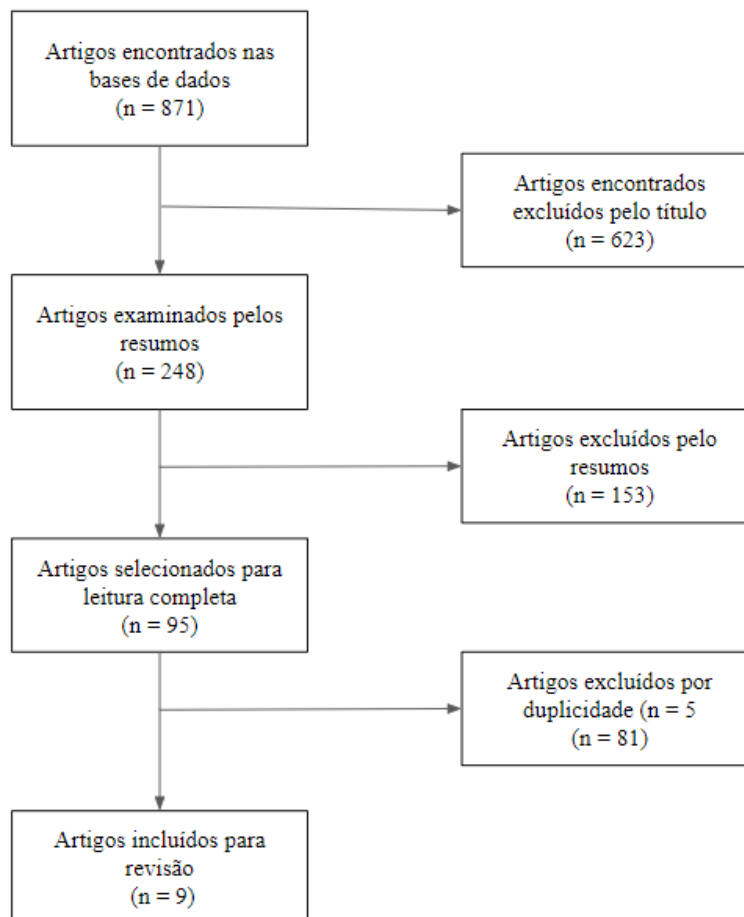 Artigos encontrados nas
bases de dados
(n = 871)
Artigos encontrados
excluídos pelo título
(n = 623)
Artigos examinados pelos
resumos
(n = 248)
Artigos excluídos pelo
resumos
(n = 153)
Artigos selecionados para
leitura completa
(n = 95)
Artigos excluídos por
duplicidade (n = 5
(n = 81)
Artigos incluídos para
revisão
(n = 9)